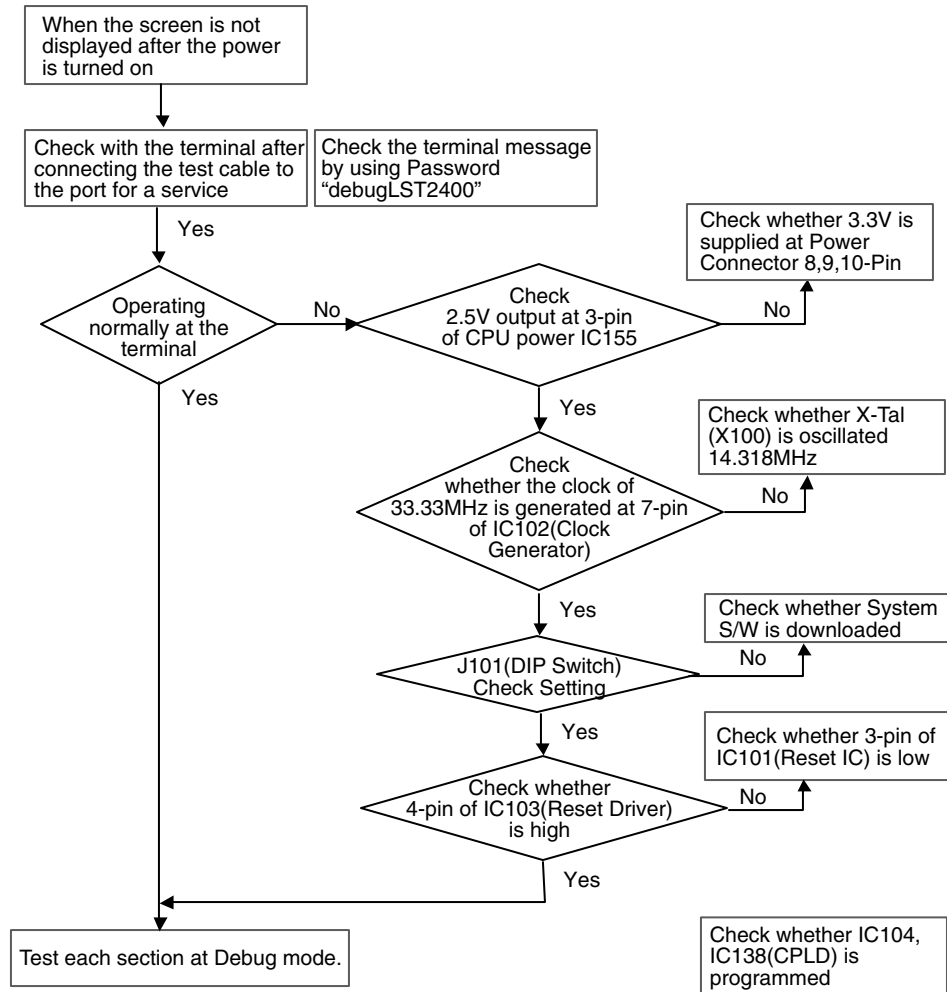 When the screen is not
displayed after the power
is turned on
Check with the terminal after
connecting the test cable to
the port for a service
Check the terminal message
by using Password
“debugLST2400”
Yes
Check whether 3.3V is
supplied at Power
Connector 8,9,10-Pin
Operating
normally at the
terminal
No
Check
2.5V output at 3-pin
of CPU power IC155
No
Yes
Yes
Check whether X-Tal
(X100) is oscillated
14.318MHz
Check
whether the clock of
33.33MHz is generated at 7-pin
of IC102(Clock
Generator)
No
Yes
Check whether System
S/W is downloaded
J101(DIP Switch)
Check Setting
No
Yes
Check whether 3-pin of
IC101(Reset IC) is low
Check whether
4-pin of IC103(Reset Driver)
is high
No
Yes
Test each section at Debug mode.
Check whether IC104,
IC138(CPLD) is
programmed